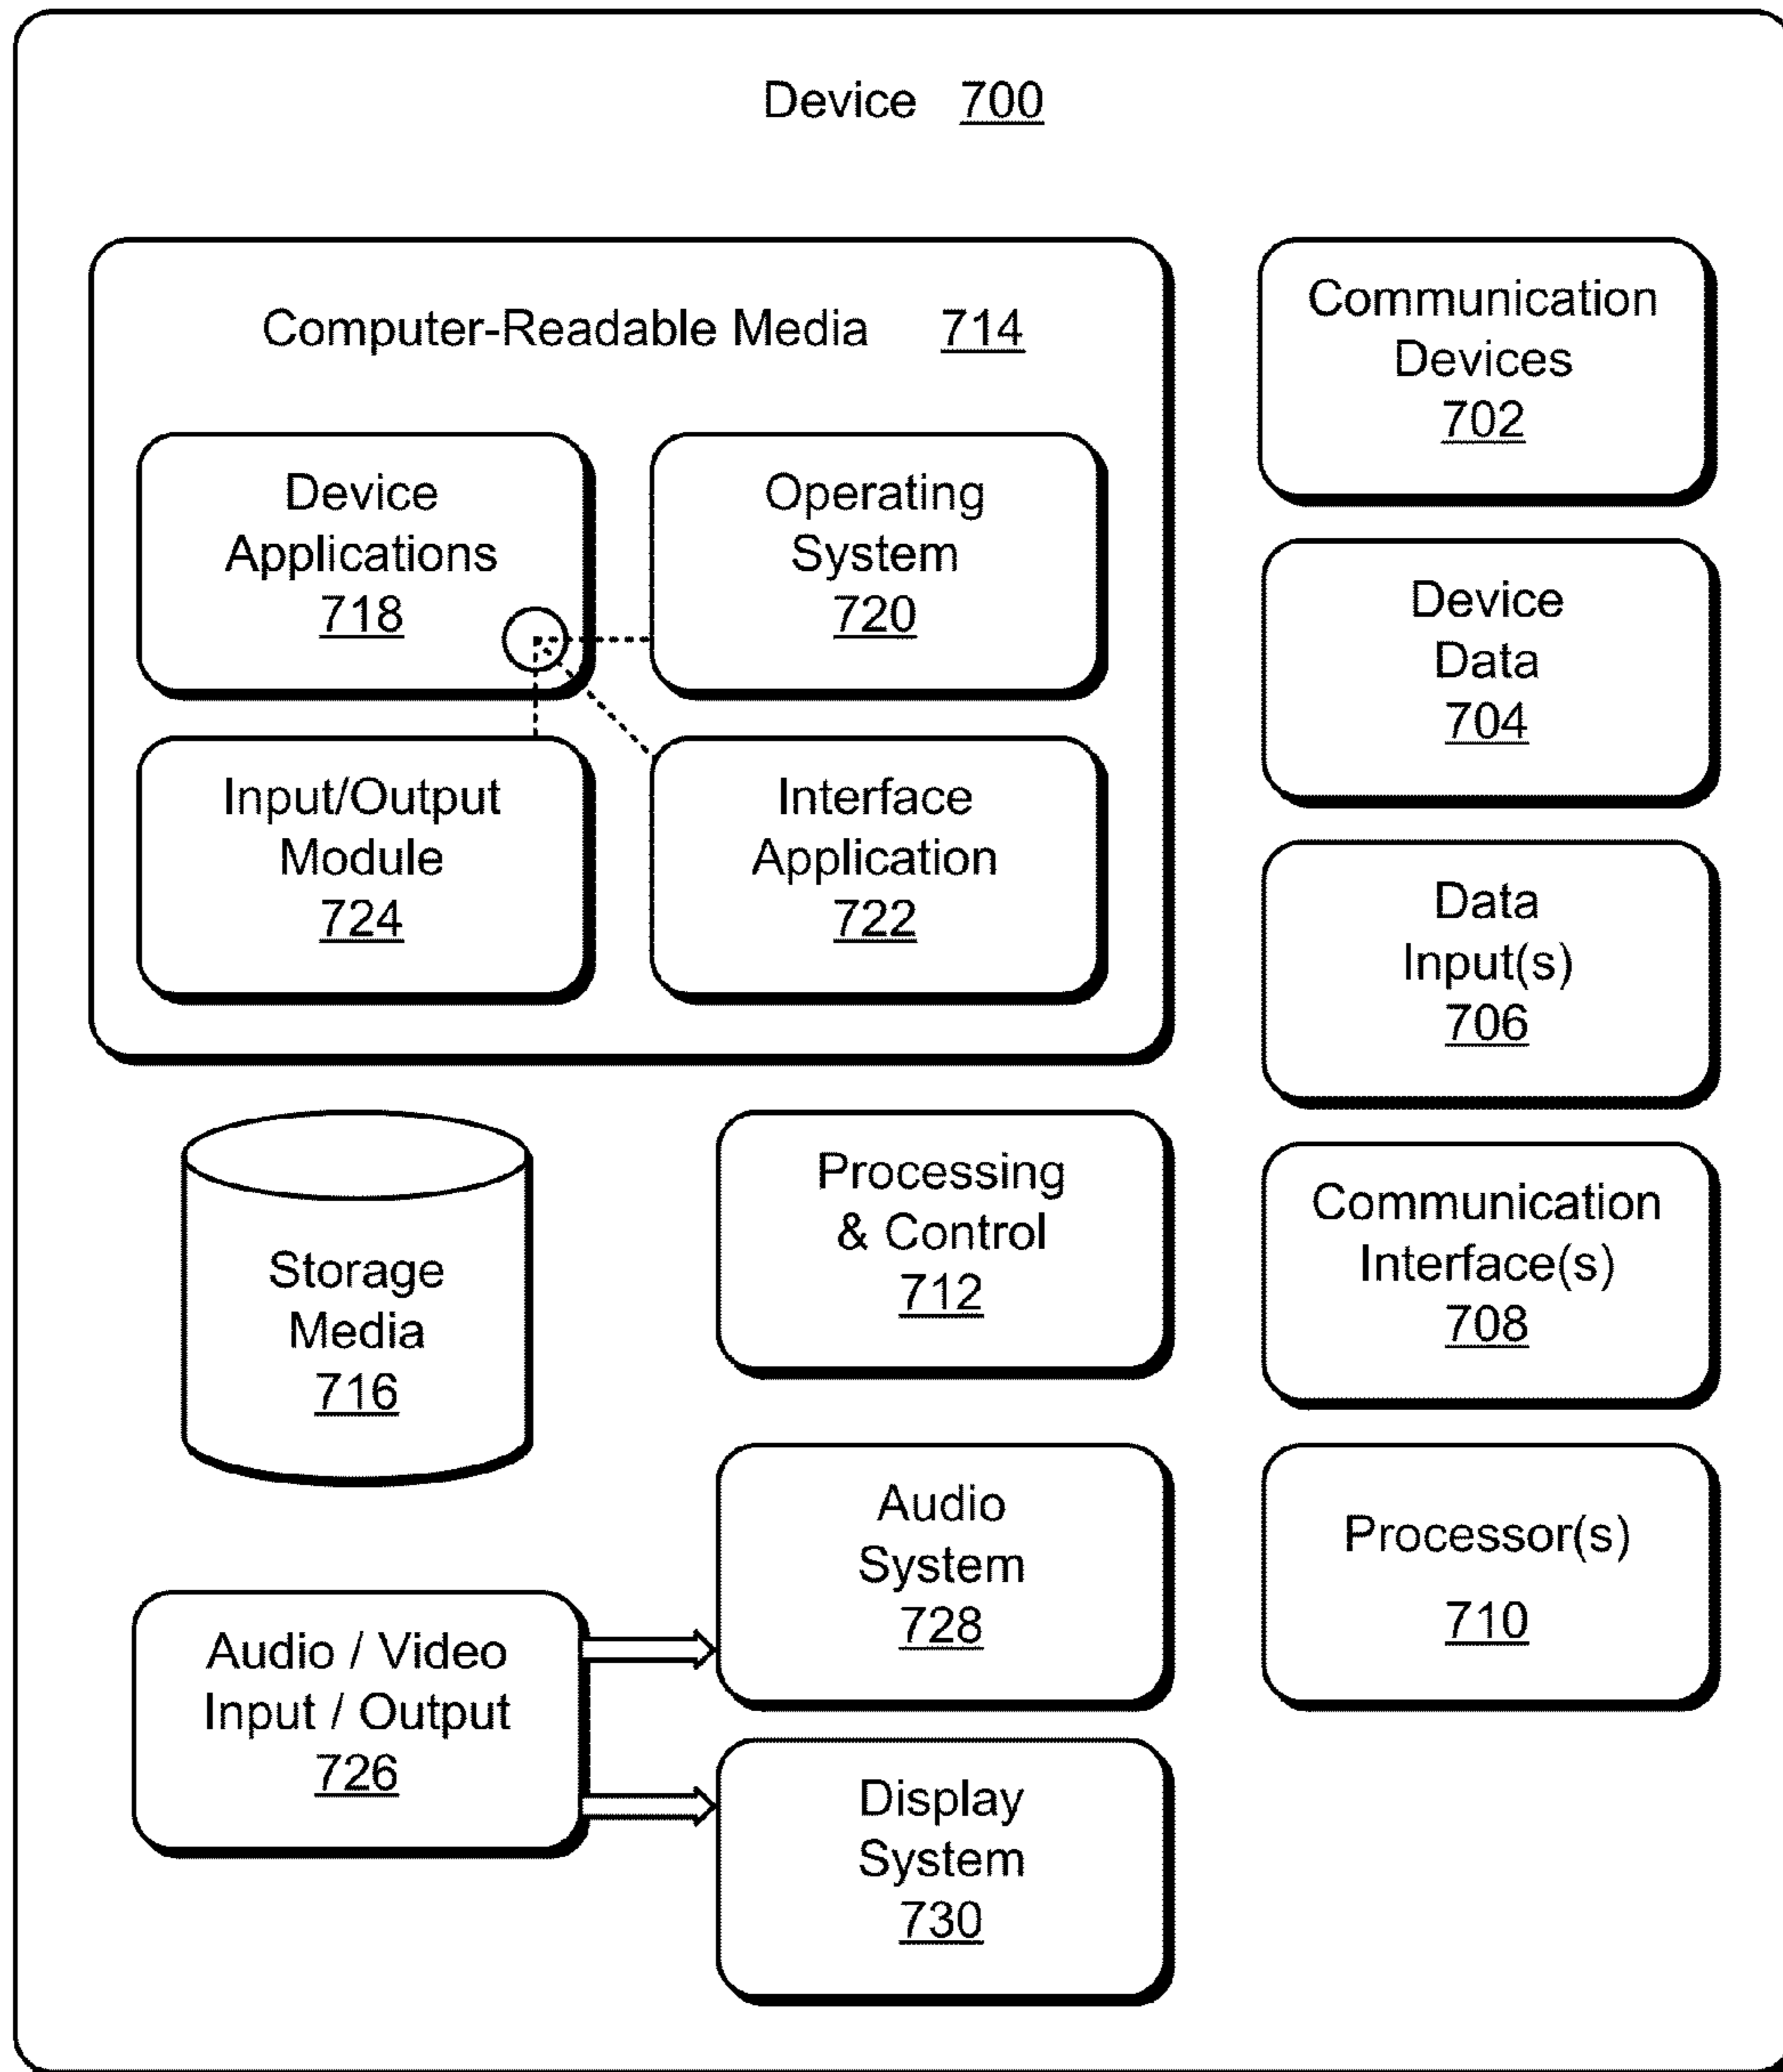 Device 700
Computer-Readable Media 714
Device
Applications
718
Operating
System
720
Input/Output
Module
724
Interface
Application
722
Storage
Media
716
Processing
& Control
712
Audio / Video
Input / Output
726
Audio
System
728
Display
System
730
Communication
Devices
702
Device
Data
704
Data
Input(s)
706
Communication
Interface(s)
708
Processor(s)
710